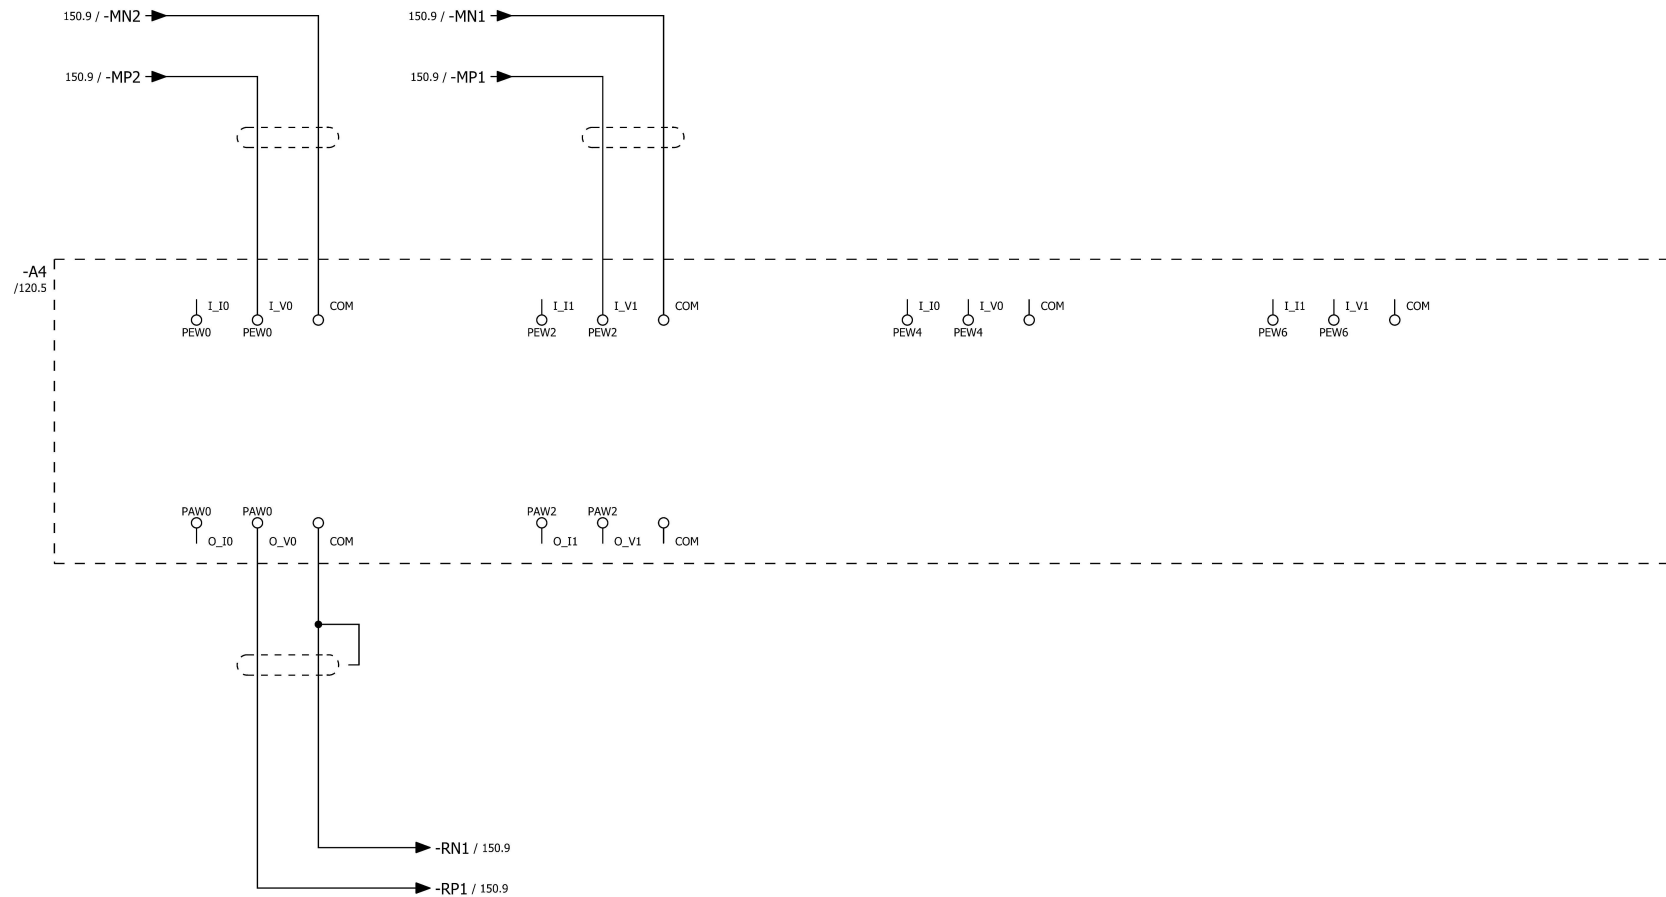 150.9 / -MN2
150.9 / -MN1
150.9 / -MP2
150.9 / -MP1
-A4
/120.5
I_I0 I_V0 COM I_I1 I_V1 COM I_I0 I_V0 COM I_I1 I_V1 COM
PEW0 PEW0 PEW2 PEW2 PEW4 PEW4 PEW6 PEW6
PAW0 PAW0 PAW2 PAW2
O_I0 O_V0 COM O_I1 O_V1 COM
-RN1 / 150.9
-RP1 / 150.9